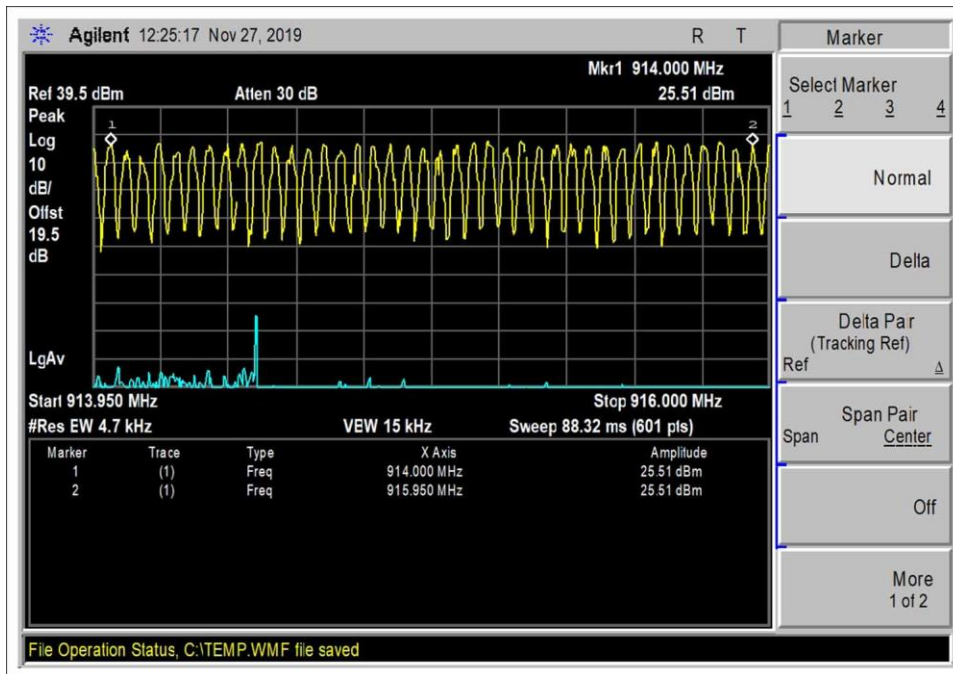 Agilent 12:25:17 Nov 27, 2019 R T
Mkr1 914.000 MHz
Ref 39.5 dBm Atten 30 dB 25.51 dBm
Peak
Log
10
dB/
Offst
19.5
dB
1
2
LgAv
Start 913.950 MHz Stop 916.000 MHz
#Res EW 4.7 kHz VBW 15 kHz Sweep 88.32 ms (601 pts)
Marker Trace Type X Axis Amplitude
1 (1) Freq 914.000 MHz 25.51 dBm
2 (1) Freq 915.950 MHz 25.51 dBm
File Operation Status, C:\TEMP.WMF file saved
Marker
Select Marker
1 2 3 4
Normal
Delta
Delta Pair
(Tracking Ref)
Ref Δ
Span Pair
Span Center
Off
More
1 of 2